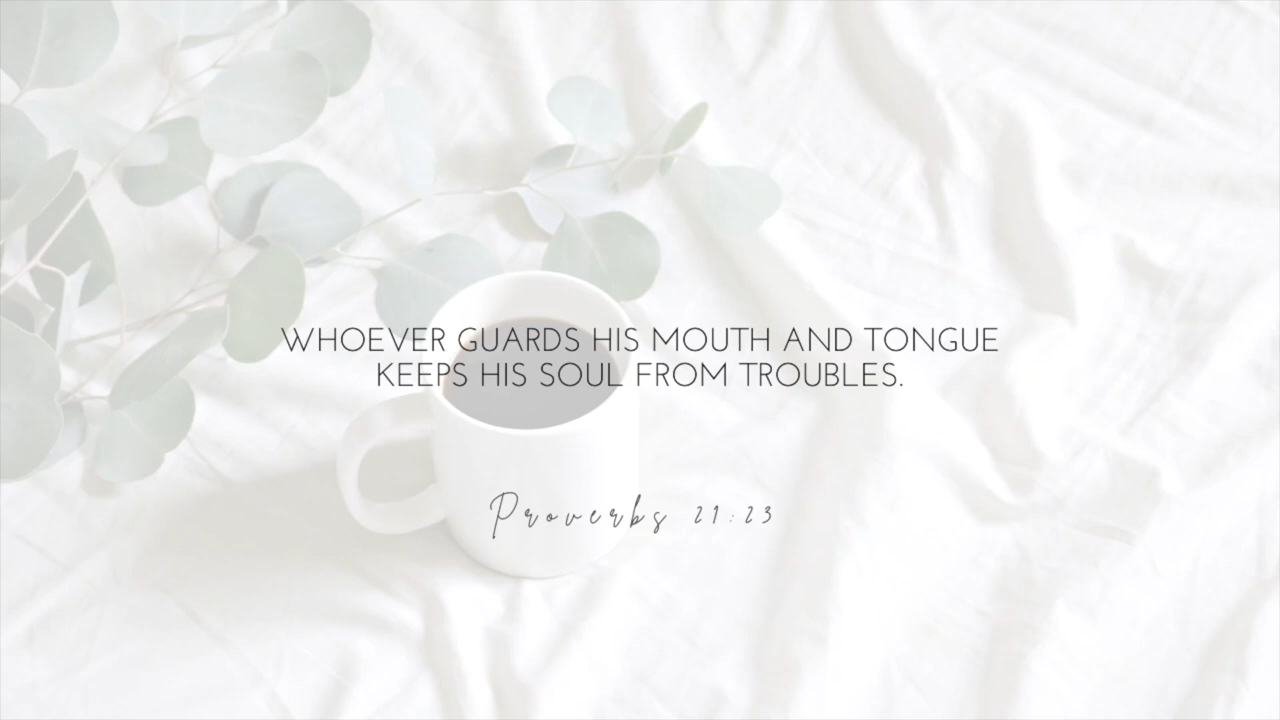 WHOEVER GUARDS HIS MOUTH AND TONGUE
KEEPS HIS SOUL FROM TROUBLES.
Proverbs 21:23